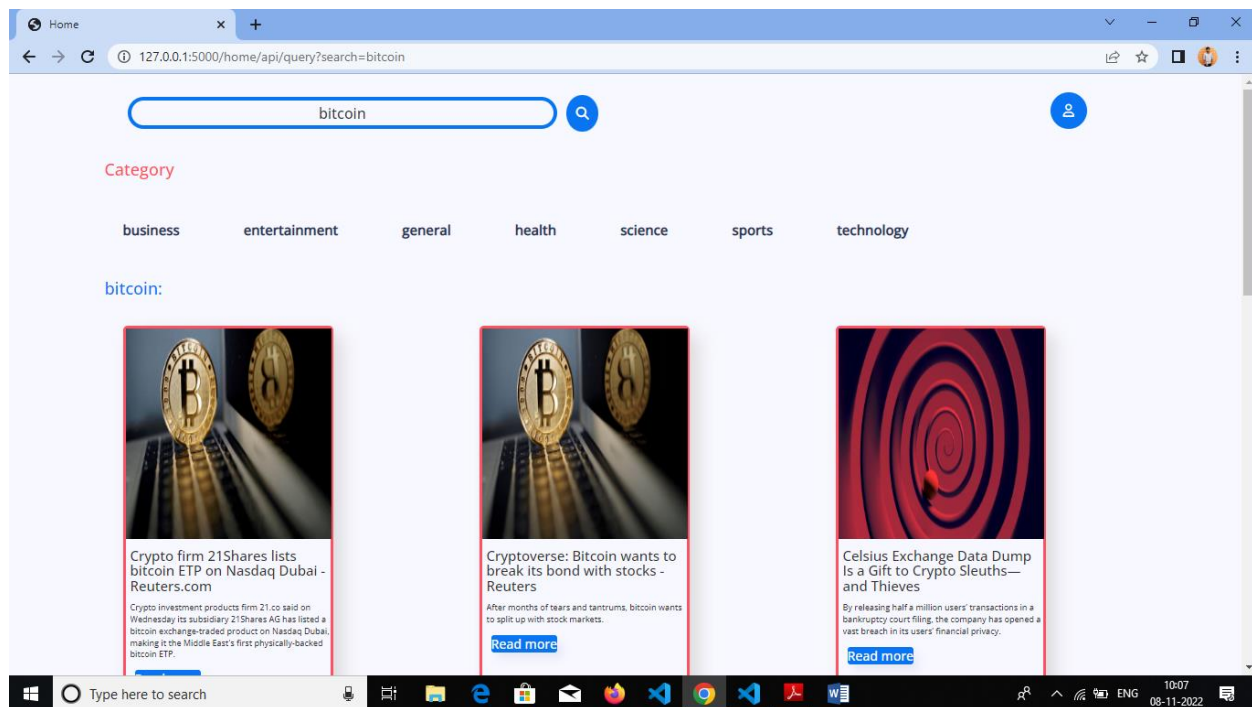 Home
127.0.0.1:5000/home/api/query?search=bitcoin
bitcoin
Category
business entertainment general health science sports technology
bitcoin:
Crypto firm 21Shares lists
bitcoin ETP on Nasdaq Dubai -
Reuters.com
Crypto investment products firm 21.co said on
Wednesday its subsidiary 21Shares AG has listed a
bitcoin exchange-traded product on Nasdaq Dubai,
making it the Middle East's first physically-backed
bitcoin ETP.
Cryptoverse: Bitcoin wants to
break its bond with stocks -
Reuters
After months of tears and tantrums, bitcoin wants
to split up with stock markets.
Read more
Celsius Exchange Data Dump
Is a Gift to Crypto Sleuths—
and Thieves
By releasing half a million users' transactions in a
bankruptcy court filing, the company has opened a
vast breach in its users' financial privacy.
Read more
Type here to search
ENG
10:07
08-11-2022